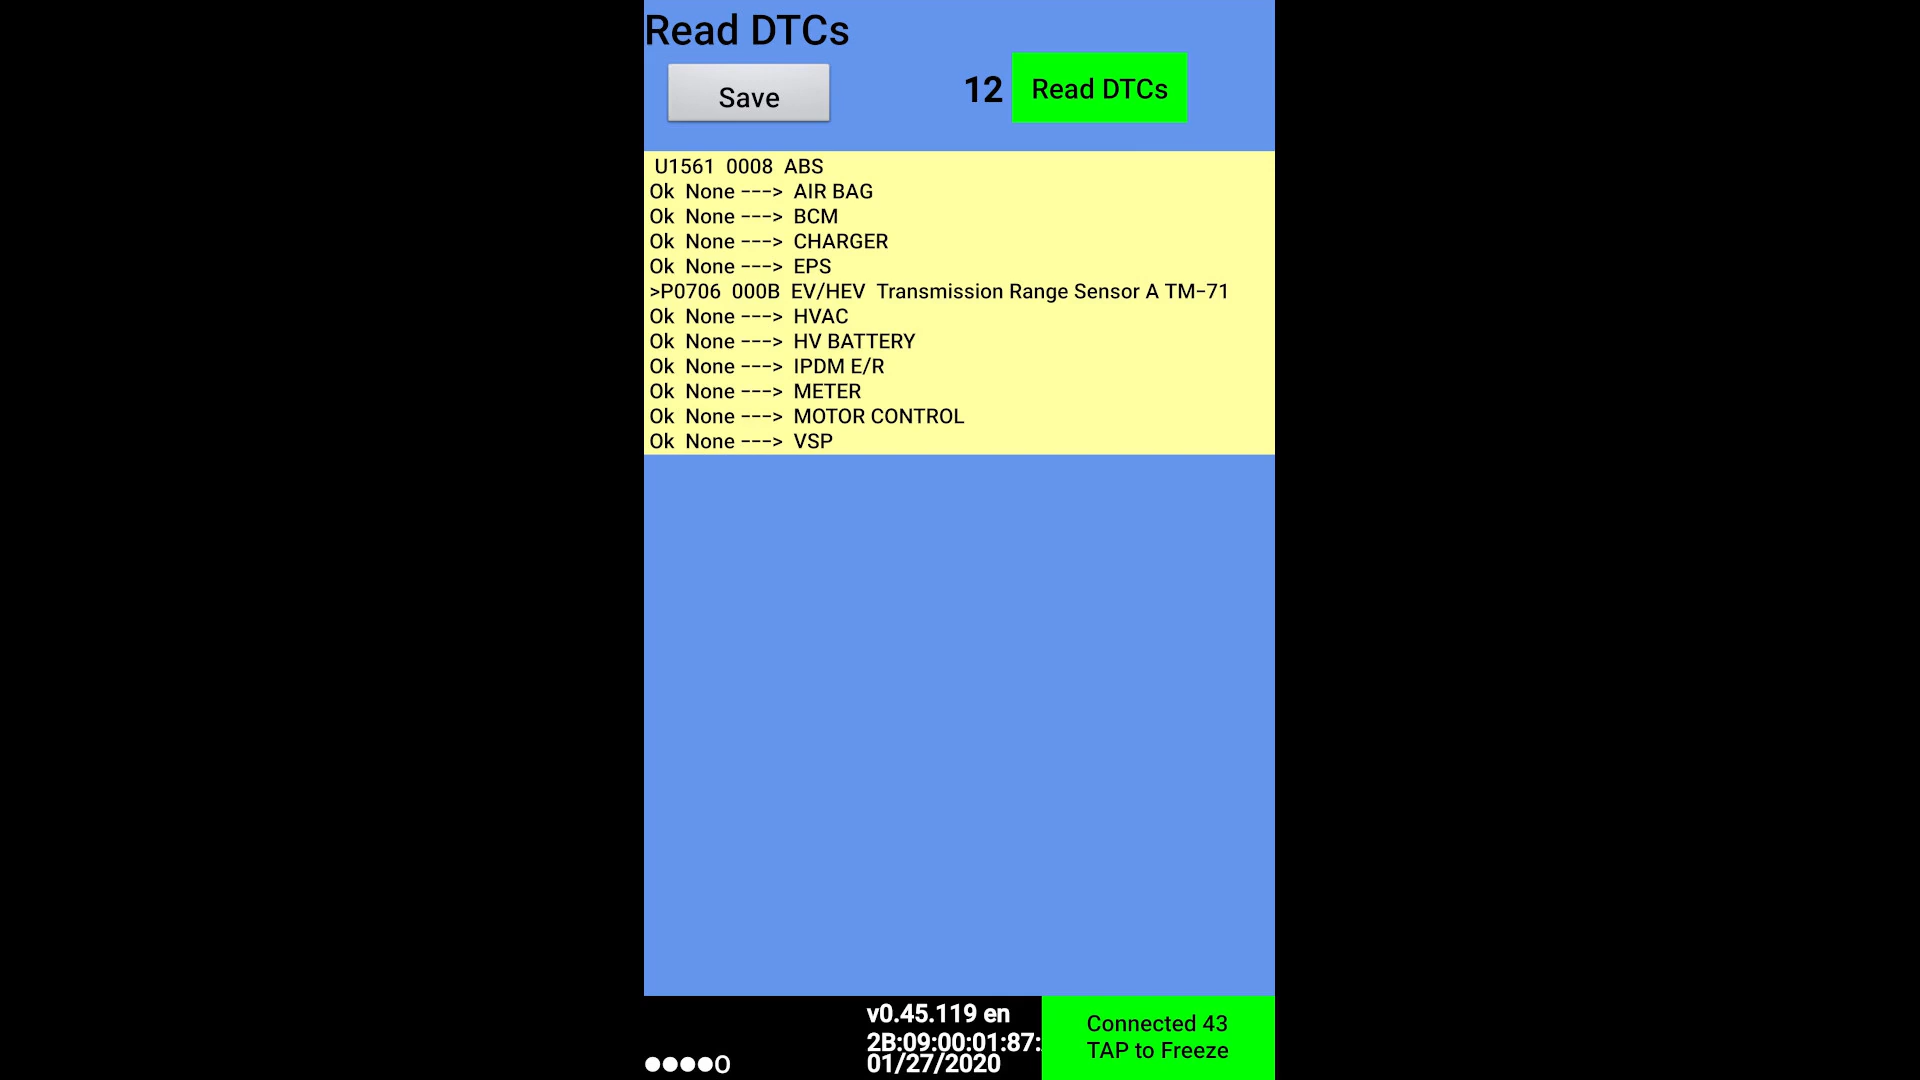 Read DTCs
Save
12
Read DTCs
U1561 0008 ABS
Ok None ---> AIR BAG
Ok None ---> BCM
Ok None ---> CHARGER
Ok None ---> EPS
>P0706 000B EV/HEV Transmission Range Sensor A TM-71
Ok None ---> HVAC
Ok None ---> HV BATTERY
Ok None ---> IPDM E/R
Ok None ---> METER
Ok None ---> MOTOR CONTROL
Ok None ---> VSP
v0.45.119 en
2B:09:00:01:87:
01/27/2020
Connected 43
TAP to Freeze